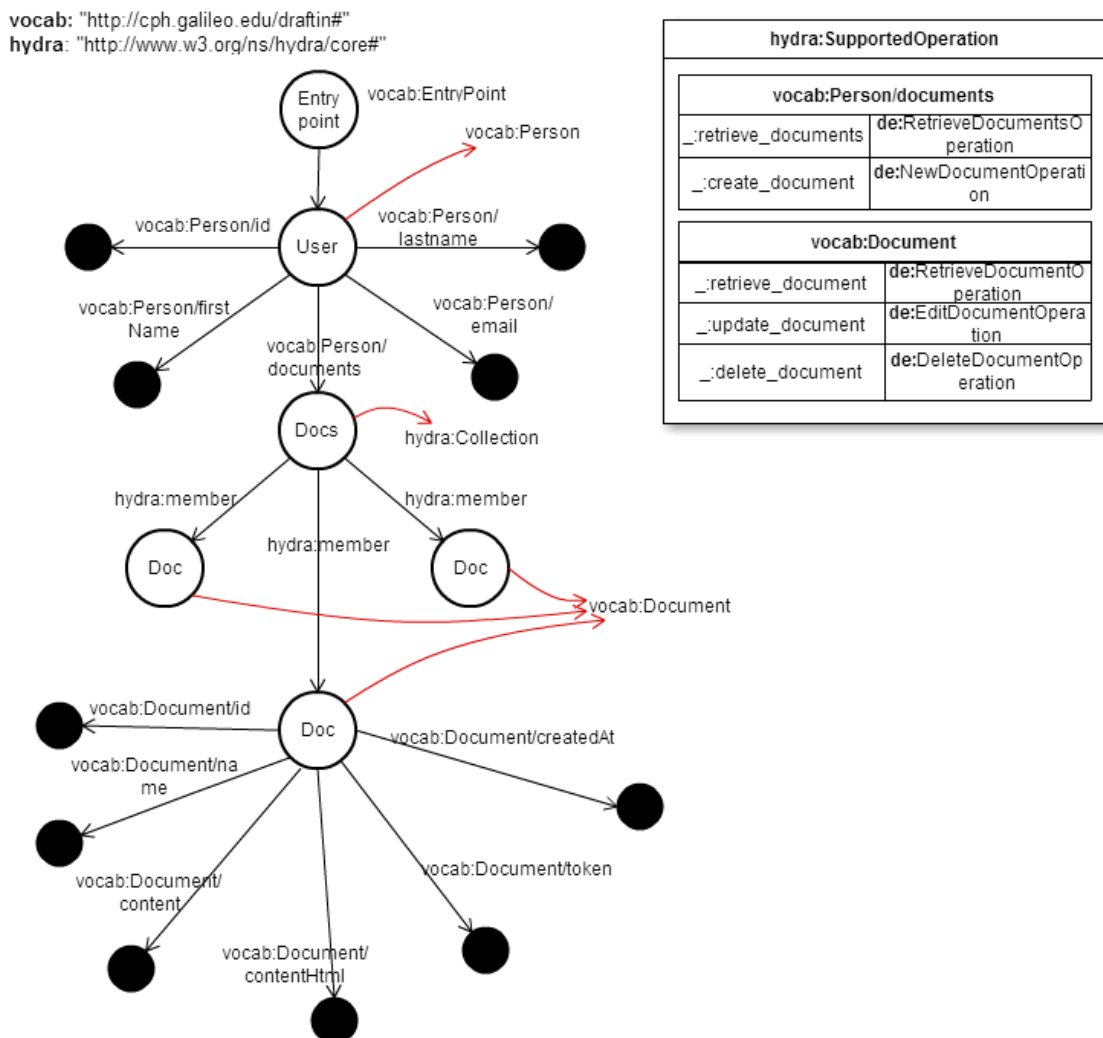 vocab: "http://cph.galileo.edu/draftin#"
hydra: "http://www.w3.org/ns/hydra/core#"
Entry
point
vocab:EntryPoint
vocab:Person
vocab:Person/id
User
vocab:Person/
lastname
vocab:Person/first
Name
vocab:Person/
documents
vocab:Person/
email
Docs
hydra:Collection
hydra:member
hydra:member
hydra:member
Doc
Doc
vocab:Document
Doc
vocab:Document/id
vocab:Document/createdAt
vocab:Document/na
me
vocab:Document/
content
vocab:Document/token
vocab:Document/
contentHtml
hydra:SupportedOperation
vocab:Person/documents
_:retrieve_documents
de:RetrieveDocumentsO
peration
_:create_document
de:NewDocumentOperati
on
vocab:Document
_:retrieve_document
de:RetrieveDocumentO
peration
_:update_document
de:EditDocumentOpera
tion
_:delete_document
de:DeleteDocumentOp
eration